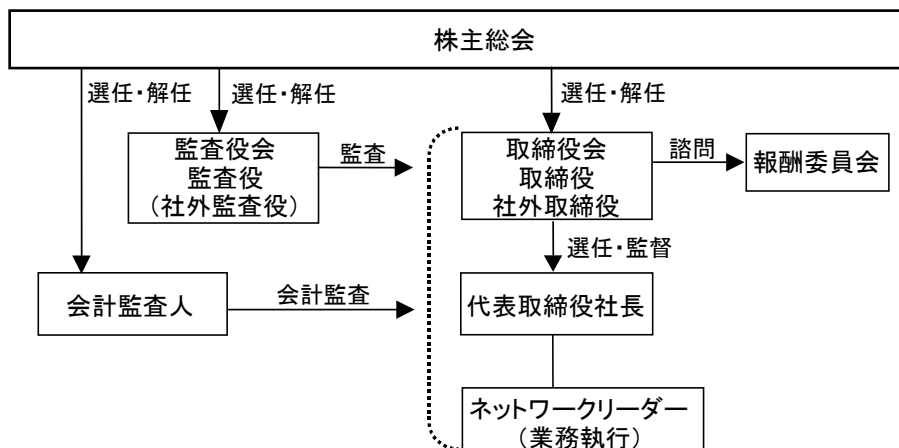 株主総会
選任・解任
選任・解任
選任・解任
監査役会
監査役
(社外監査役)
監査
取締役会
取締役
社外取締役
諮問
報酬委員会
選任・監督
会計監査人
会計監査
代表取締役社長
ネットワークリーダー
(業務執行)